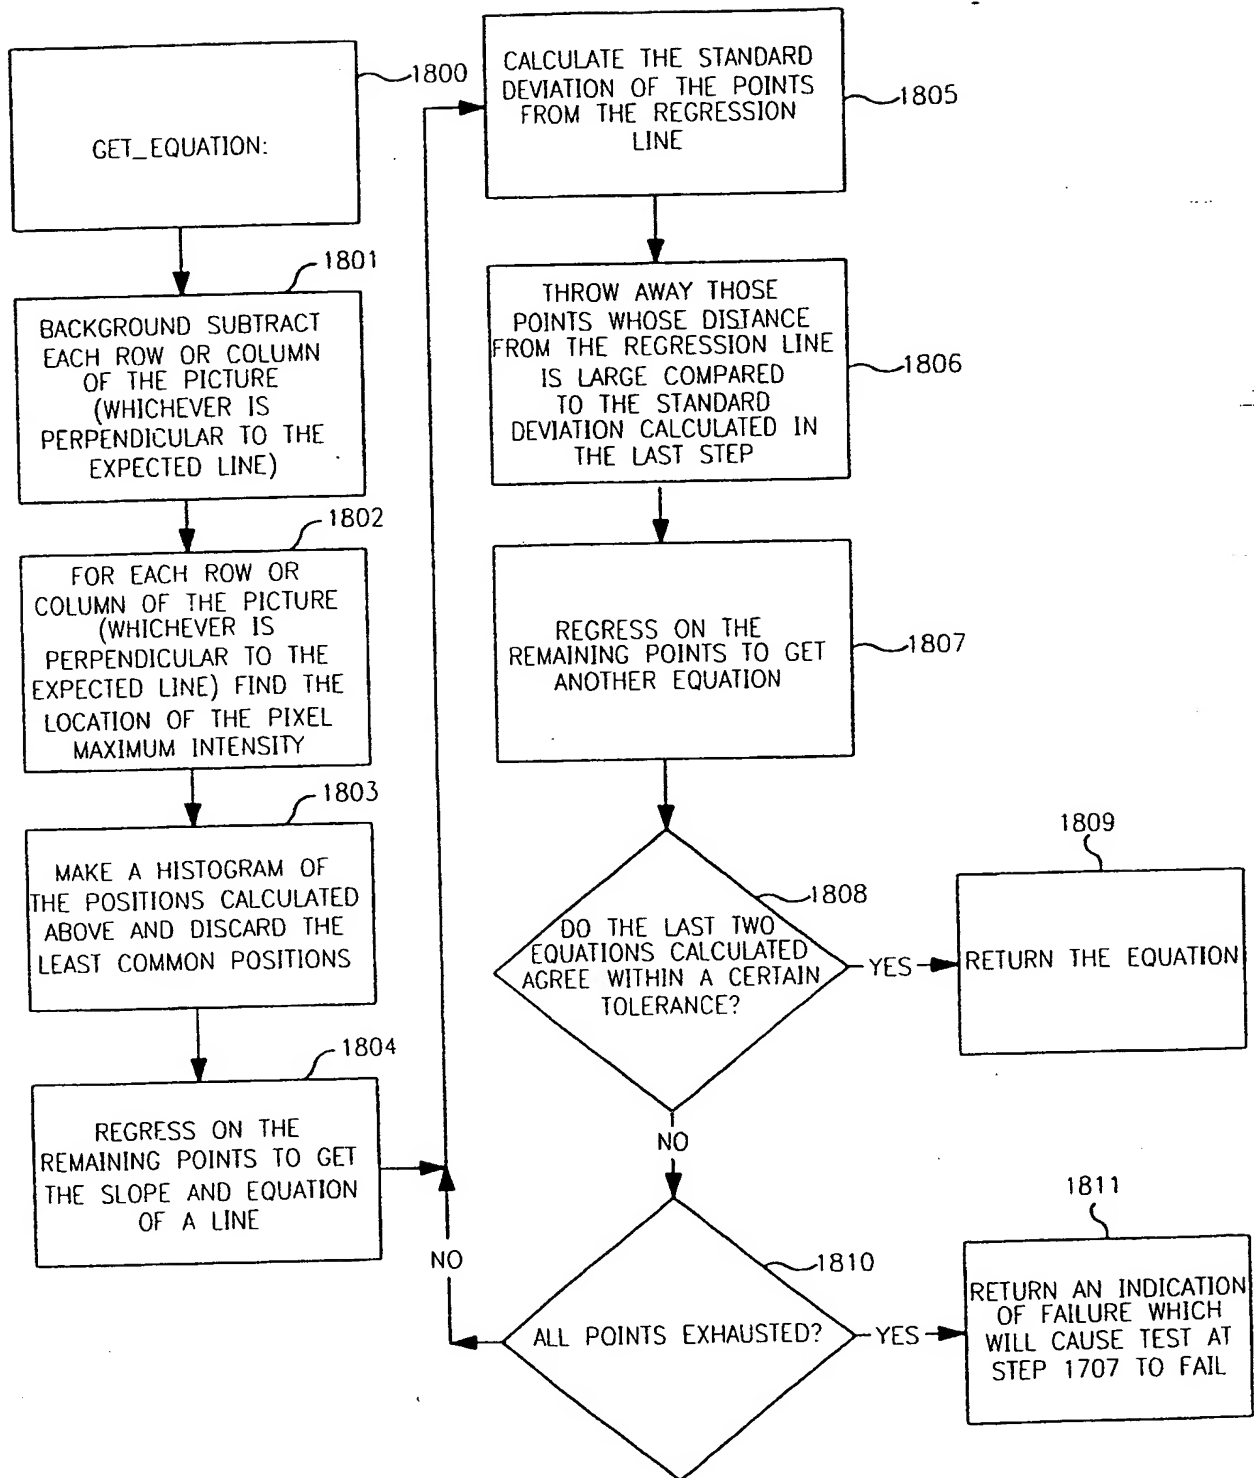 1800
GET_EQUATION:
1801
BACKGROUND SUBTRACT
EACH ROW OR COLUMN
OF THE PICTURE
(WHICHEVER IS
PERPENDICULAR TO THE
EXPECTED LINE)
1802
FOR EACH ROW OR
COLUMN OF THE PICTURE
(WHICHEVER IS
PERPENDICULAR TO THE
EXPECTED LINE) FIND THE
LOCATION OF THE PIXEL
MAXIMUM INTENSITY
1803
MAKE A HISTOGRAM OF
THE POSITIONS CALCULATED
ABOVE AND DISCARD THE
LEAST COMMON POSITIONS
1804
REGRESS ON THE
REMAINING POINTS TO GET
THE SLOPE AND EQUATION
OF A LINE
CALCULATE THE STANDARD
DEVIATION OF THE POINTS
FROM THE REGRESSION
LINE
1805
THROW AWAY THOSE
POINTS WHOSE DISTANCE
FROM THE REGRESSION LINE
IS LARGE COMPARED
TO THE STANDARD
DEVIATION CALCULATED IN
THE LAST STEP
1806
REGRESS ON THE
REMAINING POINTS TO GET
ANOTHER EQUATION
1807
1808
DO THE LAST TWO
EQUATIONS CALCULATED
AGREE WITHIN A CERTAIN
TOLERANCE?
YES
1809
RETURN THE EQUATION
NO
1810
ALL POINTS EXHAUSTED?
NO
YES
1811
RETURN AN INDICATION
OF FAILURE WHICH
WILL CAUSE TEST AT
STEP 1707 TO FAIL